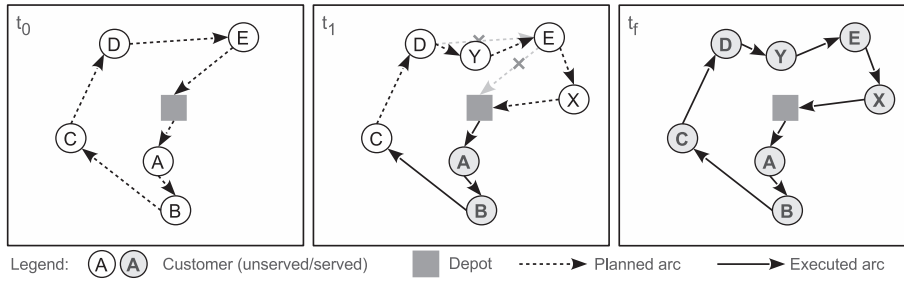 t0
D
E
C
A
B
t1
D
Y
E
X
C
A
B
tf
D
Y
E
X
C
A
B
Legend: A A Customer (unserved/served) Depot Planned arc Executed arc